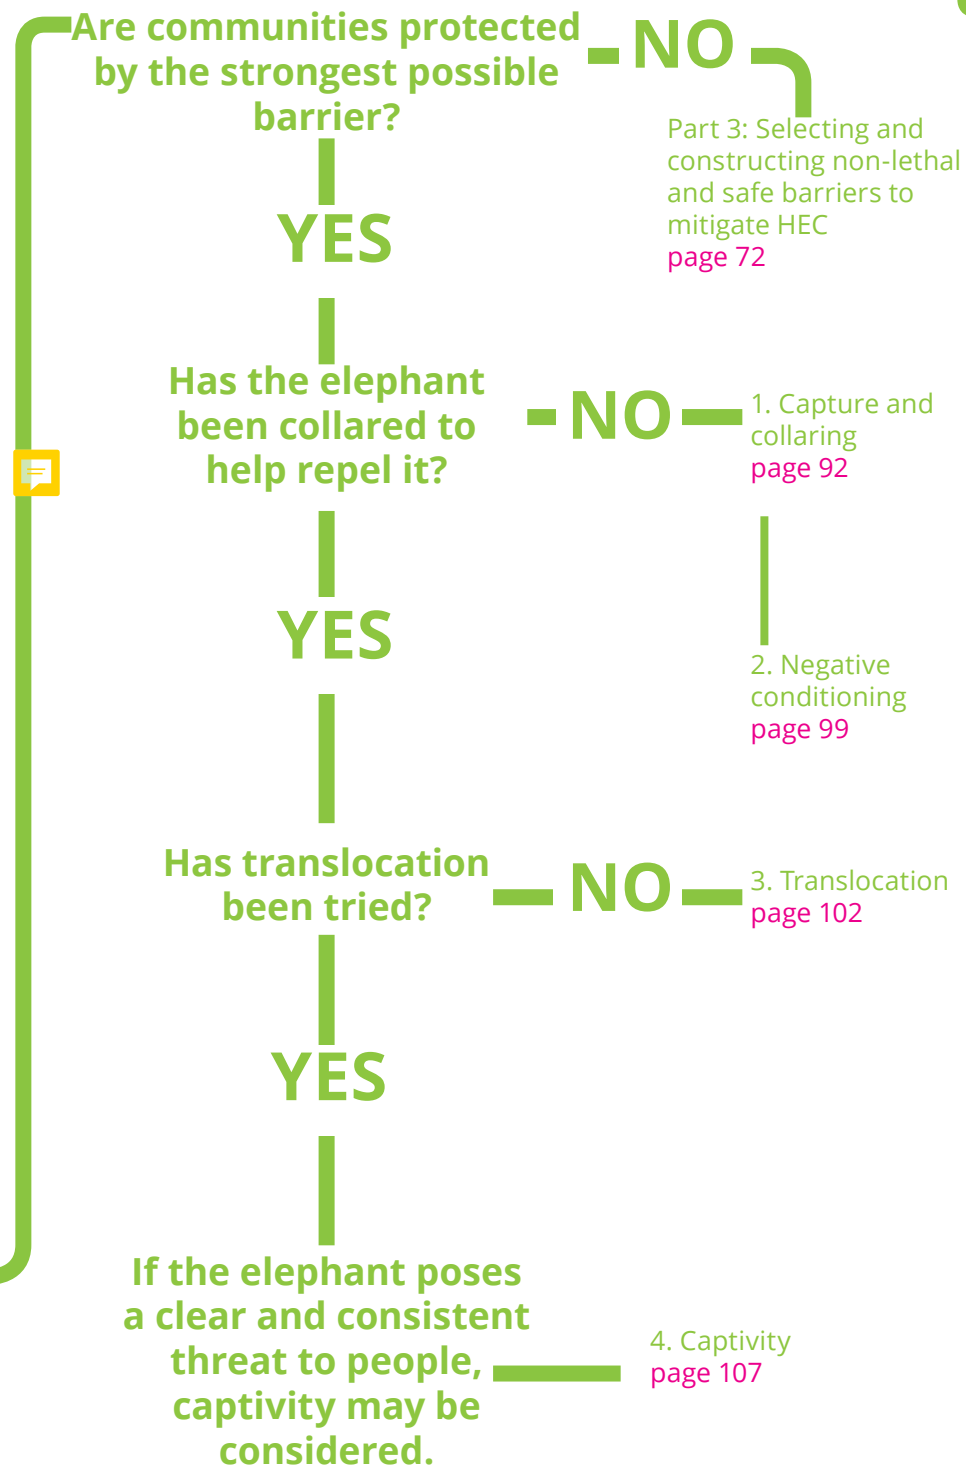 Are communities protected
by the strongest possible
barrier?
NO
Part 3: Selecting and
constructing non-lethal
and safe barriers to
mitigate HEC
page 72
YES
Has the elephant
been collared to
help repel it?
NO
1. Capture and
collaring
page 92
2. Negative
conditioning
page 99
YES
Has translocation
been tried?
NO
3. Translocation
page 102
YES
If the elephant poses
a clear and consistent
threat to people,
captivity may be
considered.
4. Captivity
page 107